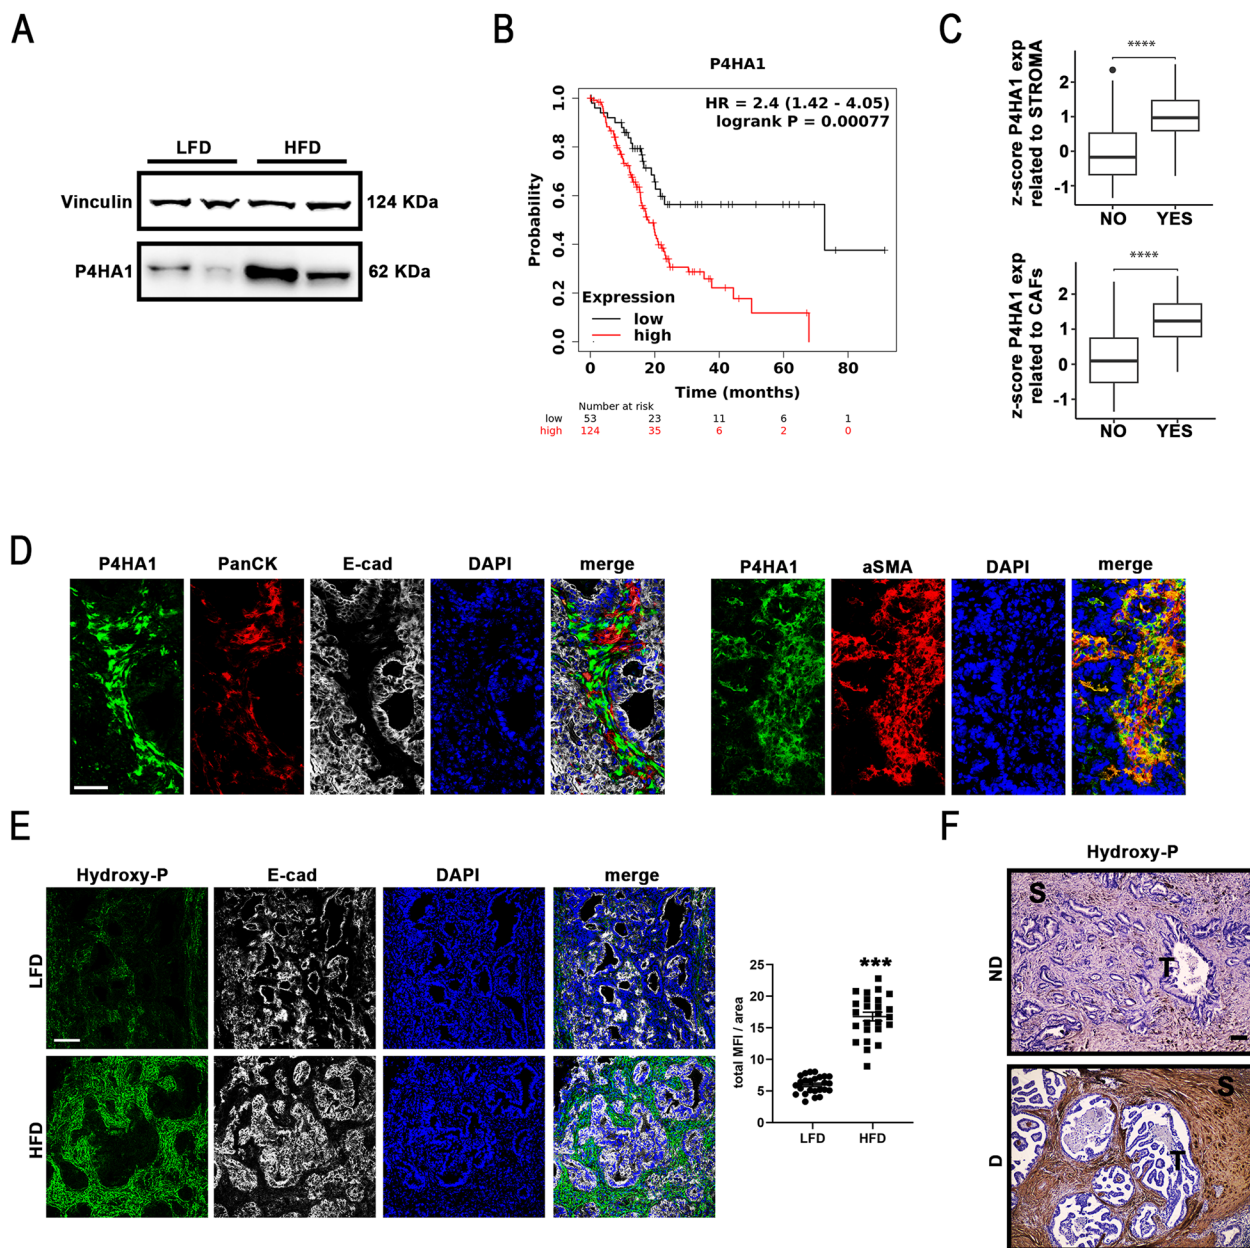 A
LFD HFD
Vinculin 124 KDa
P4HA1 62 KDa
B
P4HA1
HR = 2.4 (1.42 - 4.05)
logrank P = 0.00077
Probability
1.0
0.8
0.6
0.4
0.2
0.0
Expression
low
high
0 20 40 60 80
Time (months)
Number at risk
low 53 23 11 6 1
high 124 35 6 2 0
C
z-score P4HA1 exp
related to STROMA
****
2
1
0
-1
NO YES
z-score P4HA1 exp
related to CAFs
****
2
1
0
-1
NO YES
D
P4HA1 PanCK E-cad DAPI merge
P4HA1 aSMA DAPI merge
E
Hydroxy-P E-cad DAPI merge
LFD
HFD
total MFI / area
25
20
15
10
5
0
***
LFD HFD
F
Hydroxy-P
ND
S
T
D
S
T